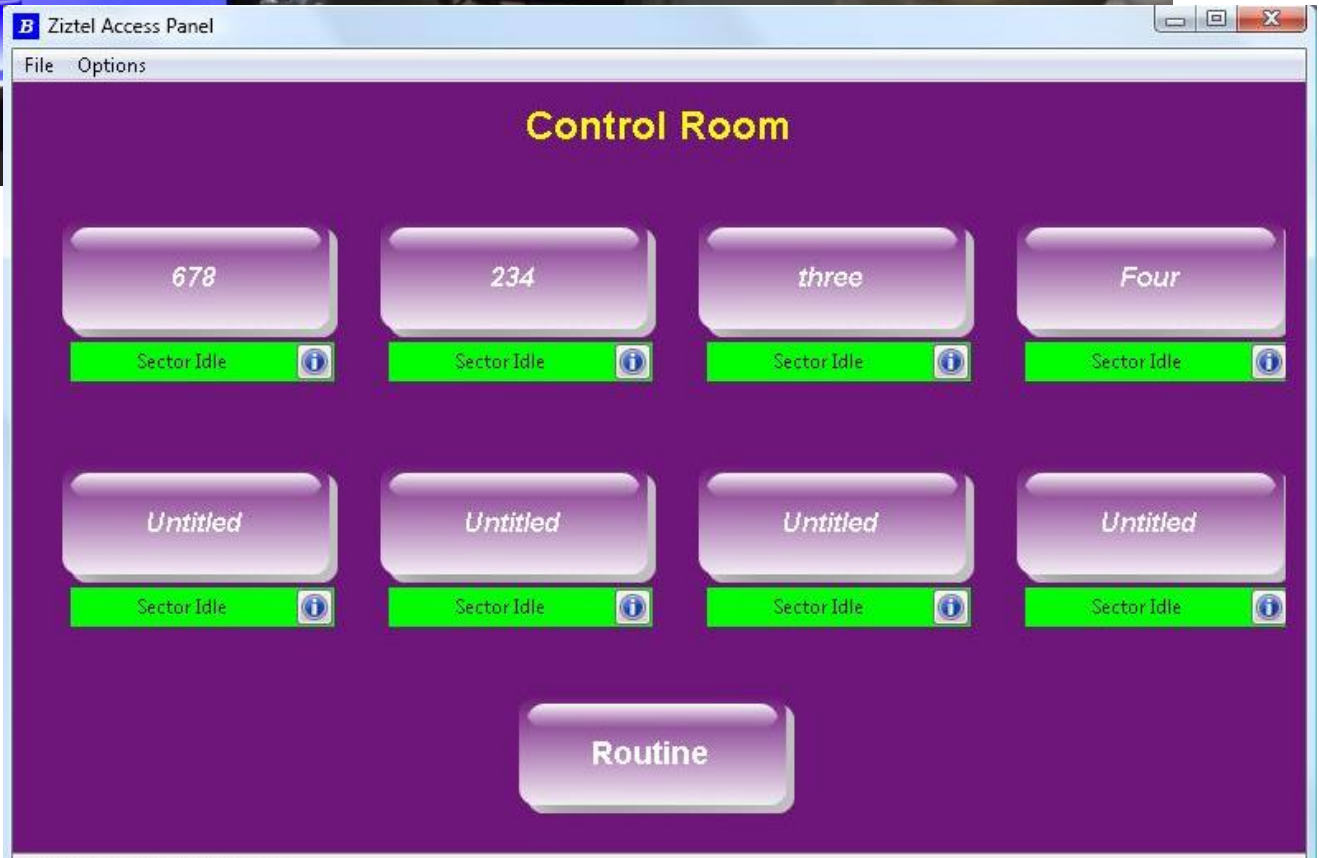 B Ziztel Access Panel
File Options
Control Room
678 234 three Four
Sector Idle Sector Idle Sector Idle Sector Idle
Untitled Untitled Untitled Untitled
Sector Idle Sector Idle Sector Idle Sector Idle
Routine